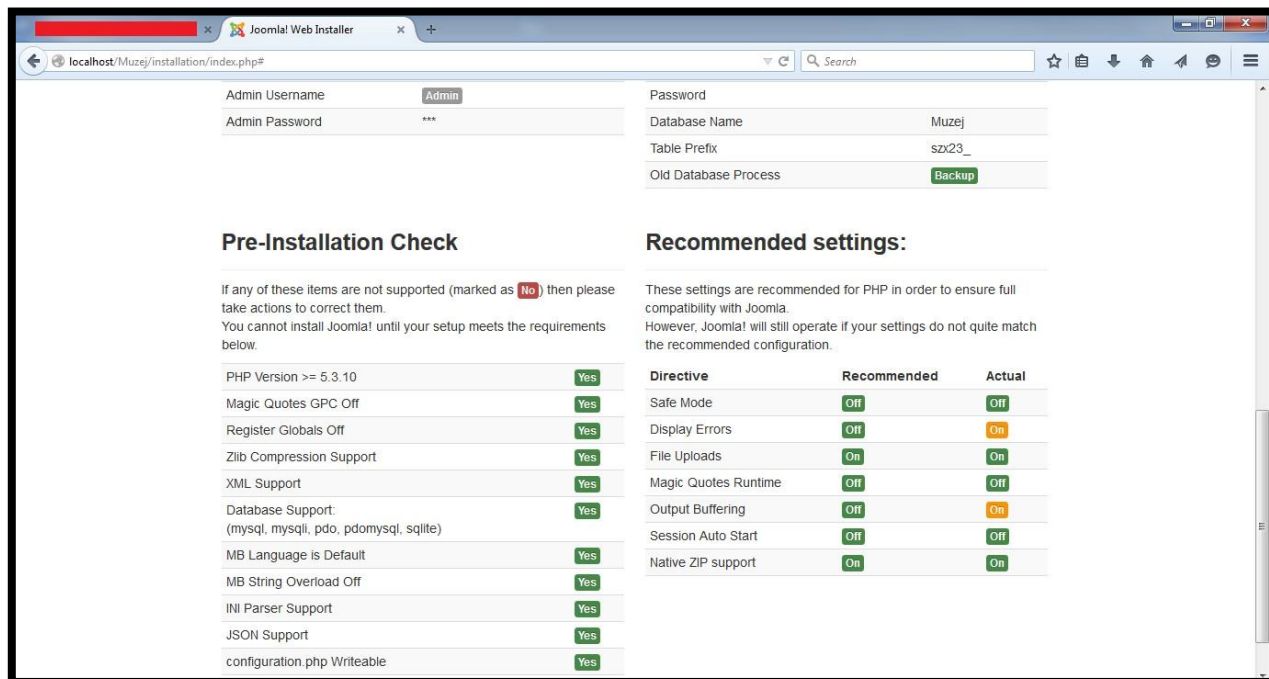 Joomla! Web Installer
localhost/Muzej/installation/index.php#
Search
Admin Username Admin
Admin Password ***
Password
Database Name Muzej
Table Prefix szx23_
Old Database Process Backup
Pre-Installation Check
If any of these items are not supported (marked as No) then please
take actions to correct them.
You cannot install Joomla! until your setup meets the requirements
below.
PHP Version >= 5.3.10 Yes
Magic Quotes GPC Off Yes
Register Globals Off Yes
Zlib Compression Support Yes
XML Support Yes
Database Support: Yes
(mysql, mysqli, pdo, pdomysql, sqlite)
MB Language is Default Yes
MB String Overload Off Yes
INI Parser Support Yes
JSON Support Yes
configuration.php Writeable Yes
Recommended settings:
These settings are recommended for PHP in order to ensure full
compatibility with Joomla.
However, Joomla! will still operate if your settings do not quite match
the recommended configuration.
Directive Recommended Actual
Safe Mode Off Off
Display Errors Off On
File Uploads On On
Magic Quotes Runtime Off Off
Output Buffering Off On
Session Auto Start Off Off
Native ZIP support On On